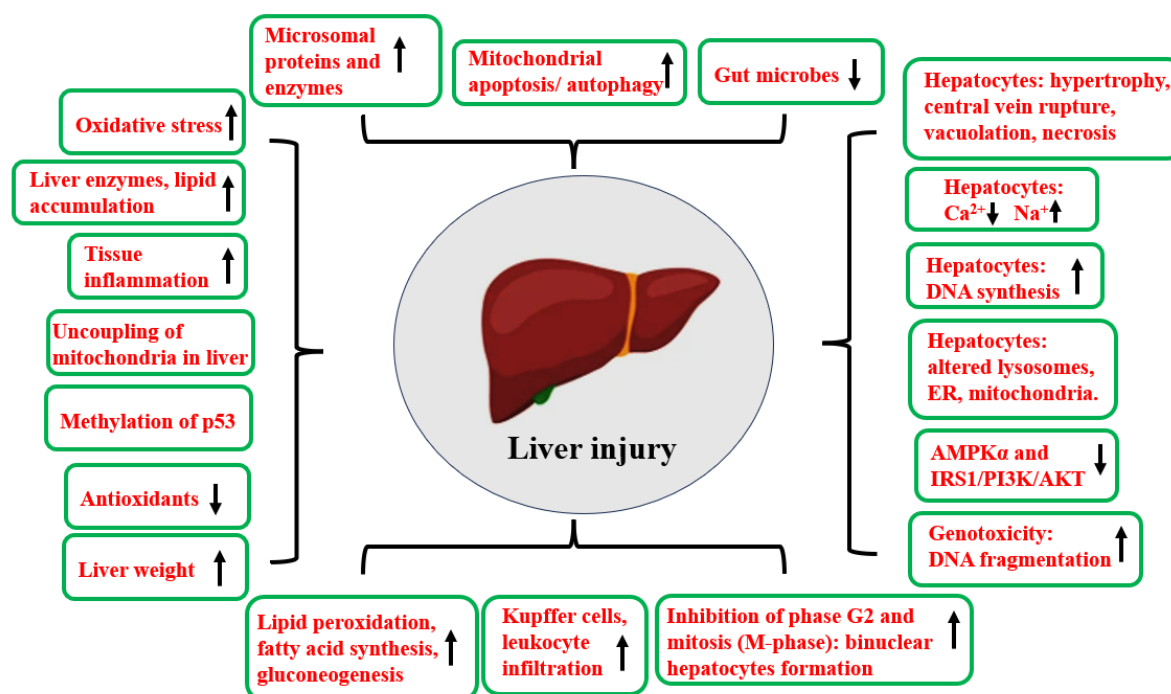 Microsomal
proteins and
enzymes
↑
Mitochondrial
apoptosis/ autophagy ↑
Gut microbes ↓
Oxidative stress ↑
Liver enzymes, lipid
accumulation ↑
Tissue
inflammation ↑
Uncoupling of
mitochondria in liver
Methylation of p53
Antioxidants ↓
Liver weight ↑
Hepatocytes: hypertrophy,
central vein rupture,
vacuolation, necrosis
Hepatocytes:
Ca²⁺↓ Na⁺↑
Hepatocytes:
DNA synthesis ↑
Hepatocytes:
altered lysosomes,
ER, mitochondria.
AMPKα and
IRS1/PI3K/AKT ↓
Genotoxicity:
DNA fragmentation ↑
Liver injury
Lipid peroxidation,
fatty acid synthesis,
gluconeogenesis ↑
Kupffer cells,
leukocyte
infiltration ↑
Inhibition of phase G2 and
mitosis (M-phase): binuclear
hepatocytes formation ↑